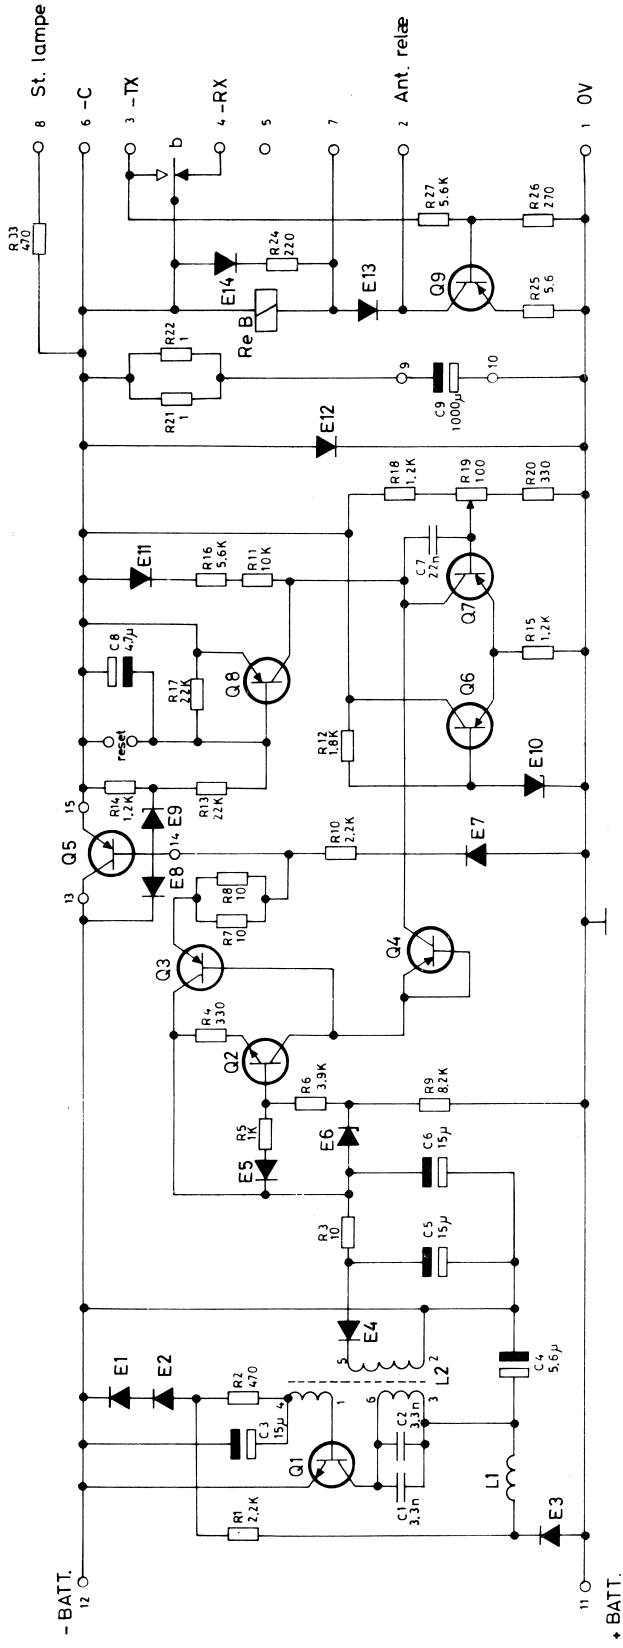 - BATT.
12
E1
E2
R1
2,2K
C3
15µ
R2
470
4
1
Q1
6
3
5
2
C1
3,3n
C2
3,3n
L2
L1
E3
11
+ BATT.
E4
C4
5,6µ
R3
10
C5
15µ
C6
15µ
E5
R5
1K
E6
R6
3,9K
R9
8,2K
Q2
R4
330
Q3
Q4
R7
10
R8
10
13
Q5
15
E8
E9
14
R14
1,2K
R13
22K
R10
2,2K
E7
reset
C8
4,7µ
R17
22K
Q8
R12
1,8K
E10
Q6
R15
1,2K
Q7
E11
R16
5,6K
R11
10K
C7
22n
R18
1,2K
R19
100
R20
330
E12
R21
1
R22
1
9
C9
1000µ
10
Re B
E14
R24
220
E13
Q9
R25
5,6
R27
5.6K
R26
270
R33
470
b
8 St. lampe
6 -C
3 -TX
4 -RX
5
7
2 Ant. relæ
1 0V